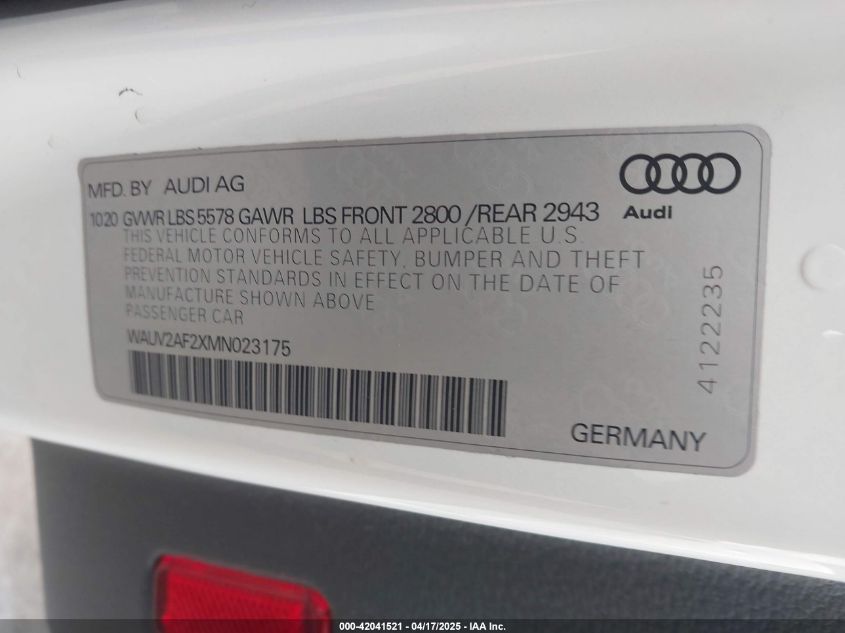 MFD. BY AUDI AG
1020 GVWR LBS 5578 GAWR LBS FRONT 2800 /REAR 2943
Audi
THIS VEHICLE CONFORMS TO ALL APPLICABLE U.S.
FEDERAL MOTOR VEHICLE SAFETY, BUMPER AND THEFT
PREVENTION STANDARDS IN EFFECT ON THE DATE OF
MANUFACTURE SHOWN ABOVE
PASSENGER CAR
WAUV2AF2XMN023175
4122235
GERMANY
000-42041521 - 04/17/2025 - IAA Inc.